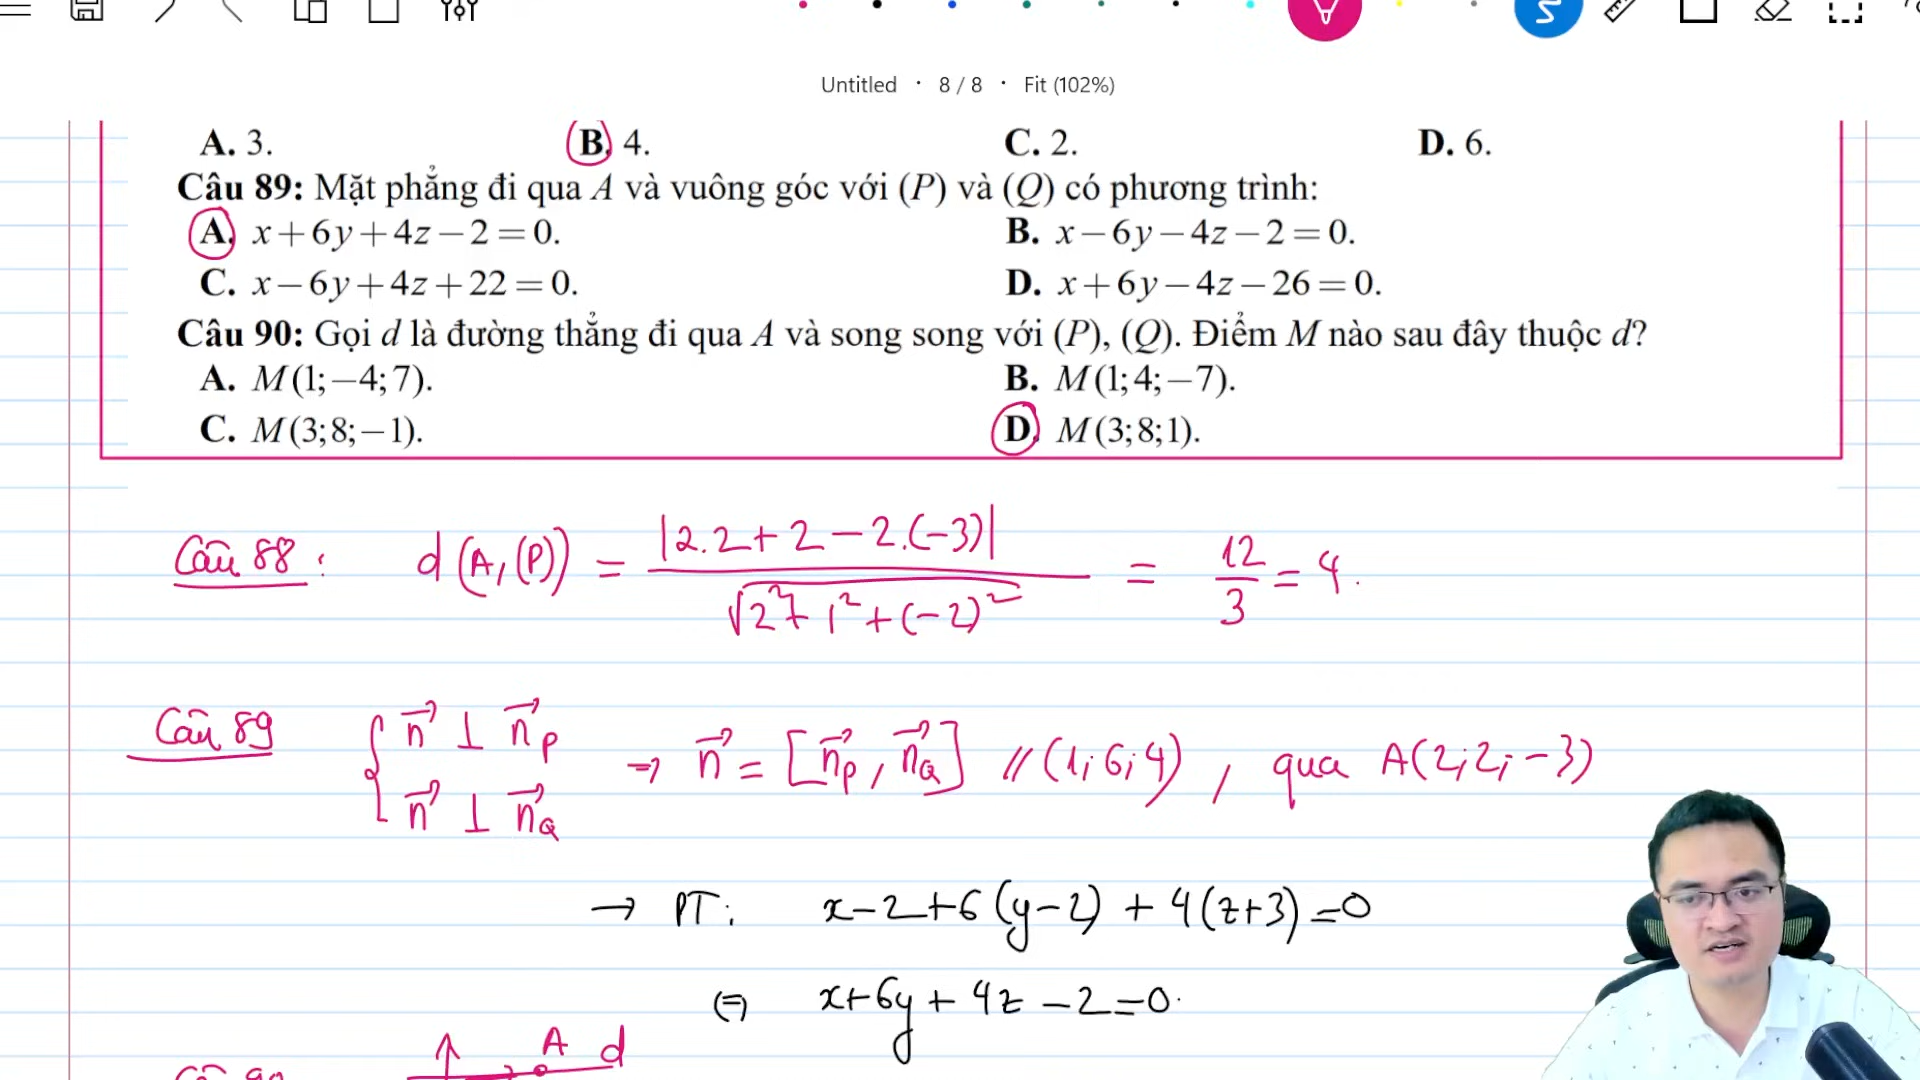 Untitled · 8 / 8 · Fit (102%)
A. 3. B. 4. C. 2. D. 6.
Câu 89: Mặt phẳng đi qua A và vuông góc với (P) và (Q) có phương trình:
A. x+6y+4z−2=0. B. x−6y−4z−2=0.
C. x−6y+4z+22=0. D. x+6y−4z−26=0.
Câu 90: Gọi d là đường thẳng đi qua A và song song với (P), (Q). Điểm M nào sau đây thuộc d?
A. M(1;−4;7). B. M(1;4;−7).
C. M(3;8;−1). D. M(3;8;1).
Câu 88: d(A,(P)) = |2.2+2−2.(−3)| / √(2²+1²+(−2)²) = 12/3 = 4.
Câu 89 { n⃗ ⊥ n⃗P
n⃗ ⊥ n⃗Q → n⃗ = [n⃗P, n⃗Q] // (1;6;4), qua A(2;2;−3)
→ PT: x−2+6(y−2)+4(z+3)=0
⇔ x+6y+4z−2=0.
A d
Câu 90